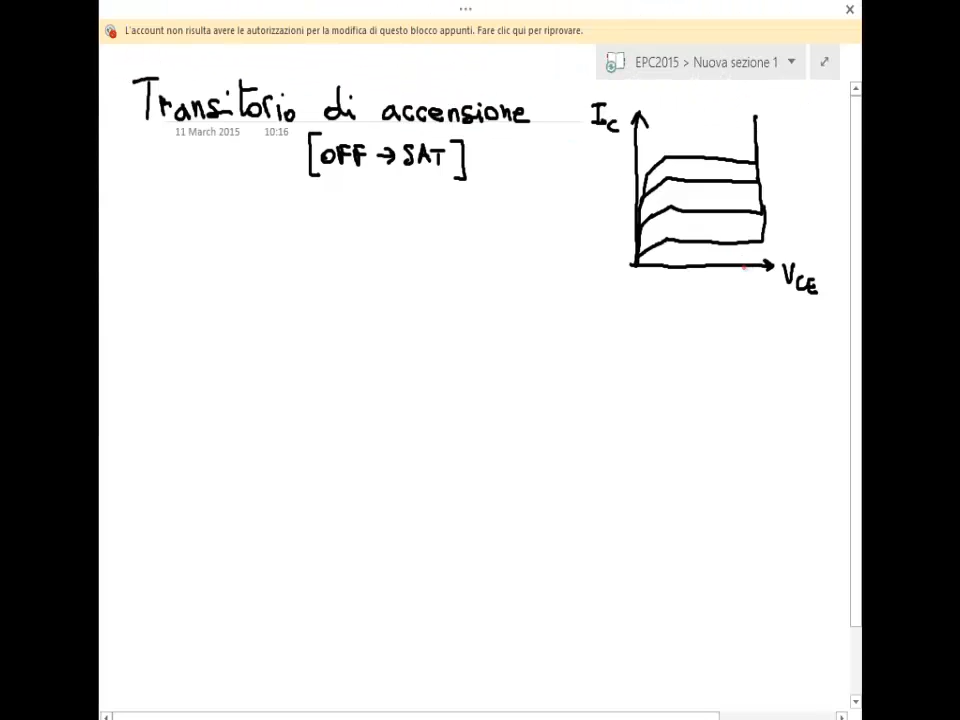 L'account non risulta avere le autorizzazioni per la modifica di questo blocco appunti. Fare clic qui per riprovare.
EPC2015 > Nuova sezione 1
Transitorio di accensione
11 March 2015 10:16
[OFF → SAT]
IC
VCE